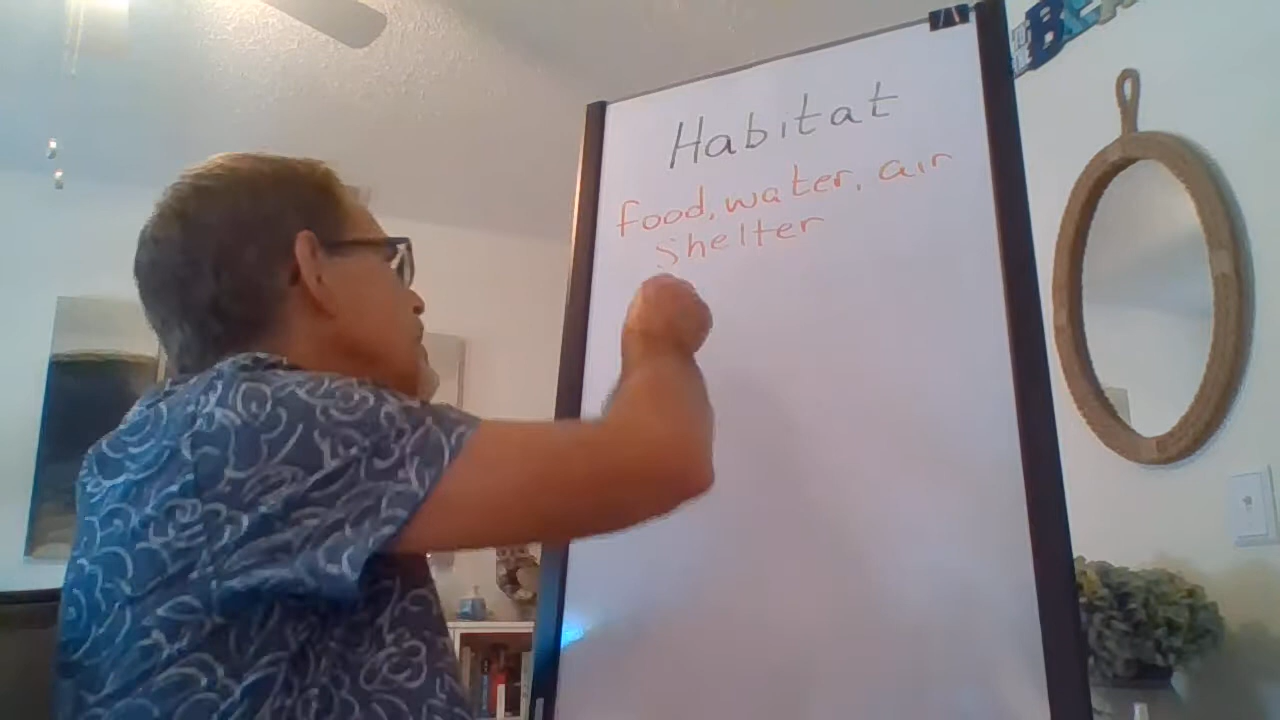 Habitat
food, water, air
shelter